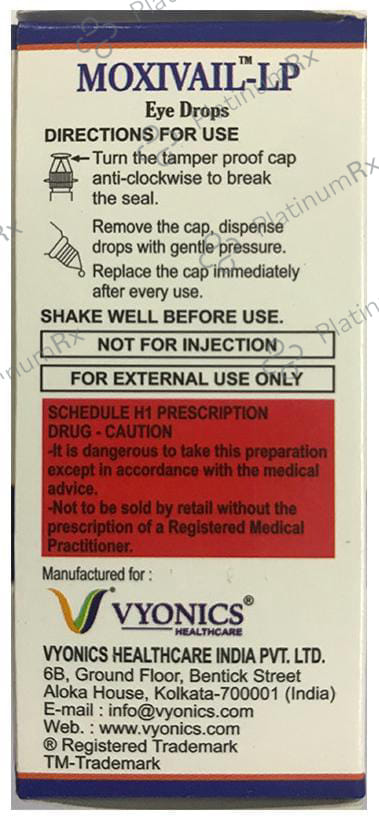 MOXIVAIL™-LP
Eye Drops
DIRECTIONS FOR USE
Turn the tamper proof cap
anti-clockwise to break
the seal.
Remove the cap, dispense
drops with gentle pressure.
Replace the cap immediately
after every use.
SHAKE WELL BEFORE USE.
NOT FOR INJECTION
FOR EXTERNAL USE ONLY
SCHEDULE H1 PRESCRIPTION
DRUG - CAUTION
-It is dangerous to take this preparation
except in accordance with the medical
advice.
-Not to be sold by retail without the
prescription of a Registered Medical
Practitioner.
Manufactured for :
VYONICS®
HEALTHCARE
VYONICS HEALTHCARE INDIA PVT. LTD.
6B, Ground Floor, Bentick Street
Aloka House, Kolkata-700001 (India)
E-mail : info@vyonics.com
Web. : www.vyonics.com
® Registered Trademark
TM-Trademark
PlatinumRx
PlatinumRx